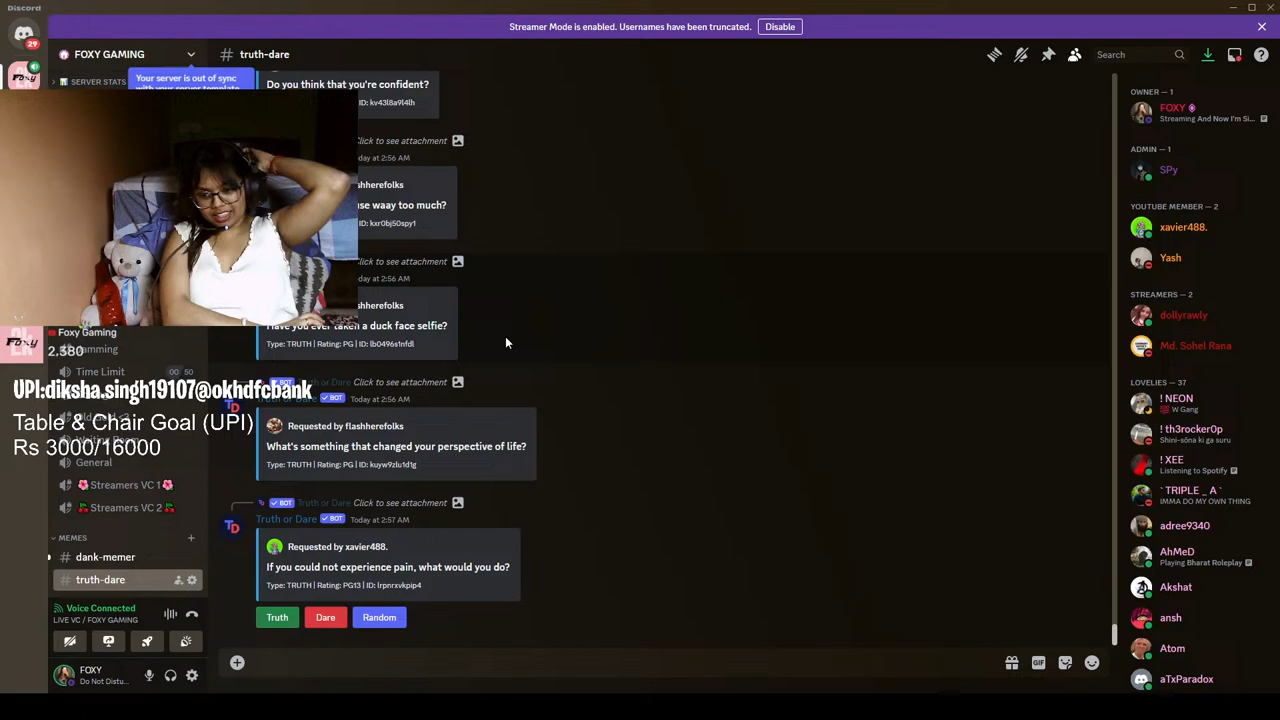 Discord
Streamer Mode is enabled. Usernames have been truncated.
Disable
29
FOXY GAMING
truth-dare
Search
SERVER STATS
Your server is out of sync
with your server template
Foxy
Do you think that you're confident?
ID: kv43l8a9l4lh
Click to see attachment
Today at 2:56 AM
shherefolks
use waay too much?
ID: kxr0bj50spy1
Click to see attachment
Today at 2:56 AM
shherefolks
Have you ever taken a duck face selfie?
Type: TRUTH | Rating: PG | ID: lb0496s1nfdl
BOT Truth or Dare Click to see attachment
Truth or Dare BOT Today at 2:56 AM
Requested by flashherefolks
What's something that changed your perspective of life?
Type: TRUTH | Rating: PG | ID: kuyw9zlu1d1g
BOT Truth or Dare Click to see attachment
Truth or Dare BOT Today at 2:57 AM
Requested by xavier488.
If you could not experience pain, what would you do?
Type: TRUTH | Rating: PG13 | ID: lrpnrxvkpip4
Truth
Dare
Random
Foxy Gaming
Foxy
2,380
Time Limit
00 50
UPI:diksha.singh19107@okhdfcbank
Table & Chair Goal (UPI)
Rs 3000/16000
General
Streamers VC 1
Streamers VC 2
MEMES
dank-memer
truth-dare
Voice Connected
LIVE VC / FOXY GAMING
FOXY
Do Not Distu...
GIF
OWNER — 1
FOXY
Streaming And Now I'm Si...
ADMIN — 1
SPy
YOUTUBE MEMBER — 2
xavier488.
Yash
STREAMERS — 2
dollyrawly
Md. Sohel Rana
LOVELIES — 37
! NEON
W Gang
! th3rocker0p
Shini-sōna ki ga suru
! XEE
Listening to Spotify
` TRIPLE _ A `
IMMA DO MY OWN THING
adree9340
AhMeD
Playing Bharat Roleplay
Akshat
ansh
Atom
aTxParadox